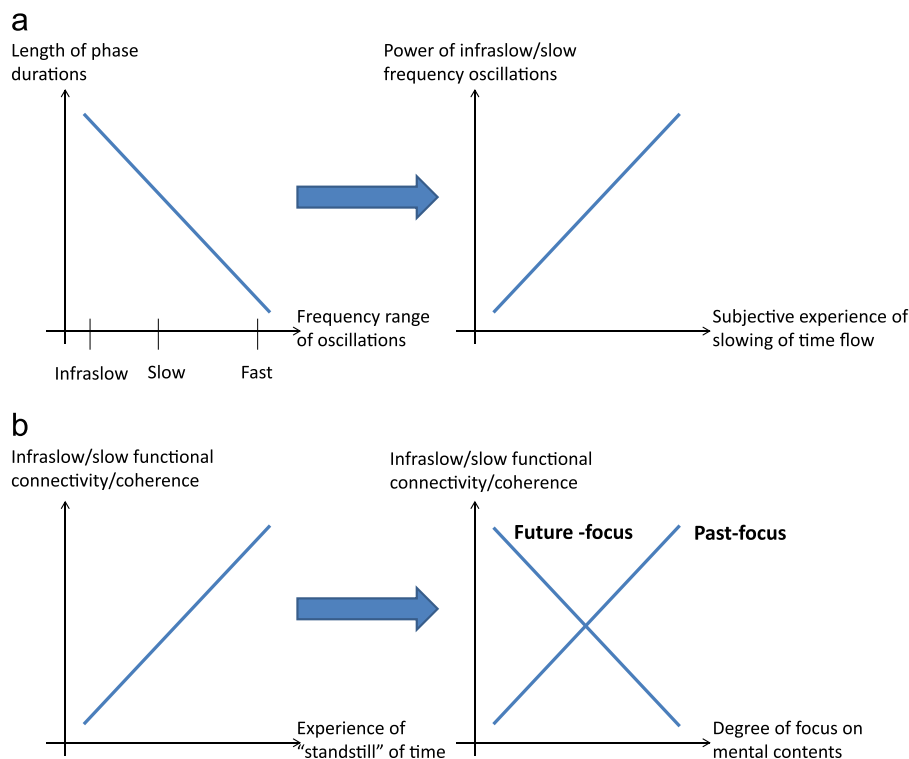 a
Length of phase
durations
Power of infraslow/slow
frequency oscillations
Frequency range
of oscillations
Subjective experience of
slowing of time flow
Infraslow
Slow
Fast
b
Infraslow/slow functional
connectivity/coherence
Infraslow/slow functional
connectivity/coherence
Future -focus
Past-focus
Experience of
“standstill” of time
Degree of focus on
mental contents